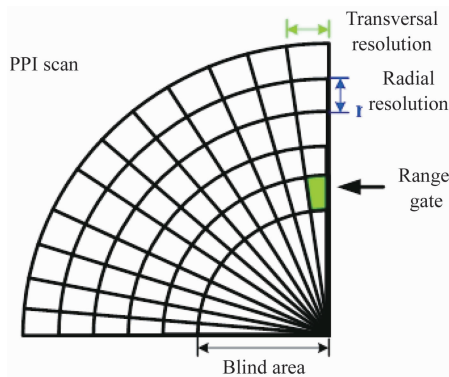 PPI scan
Transversal
resolution
Radial
resolution
r
Range
gate
Blind area